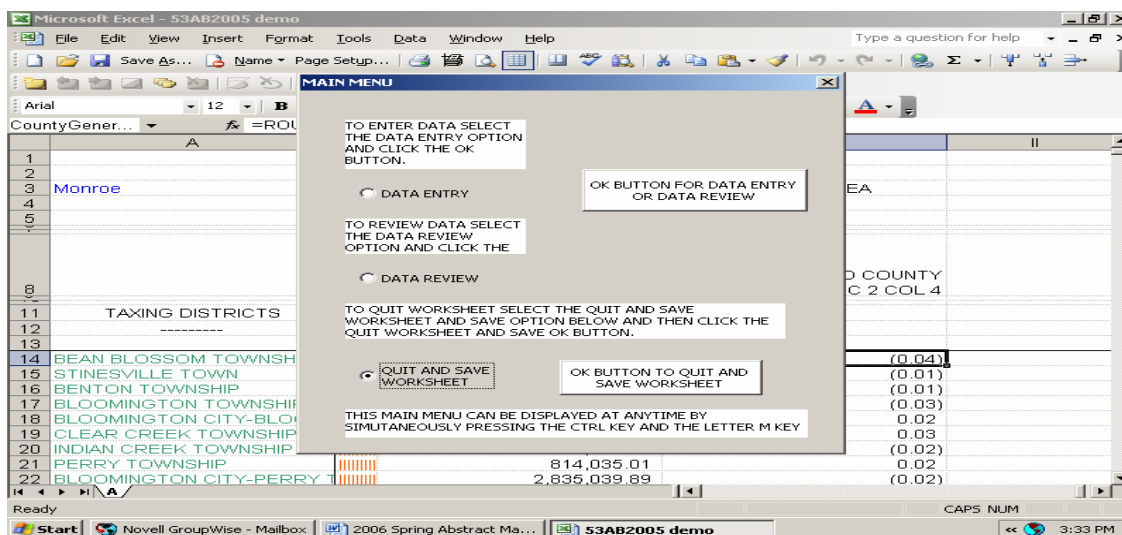 Microsoft Excel - 53AB2005 demo
File Edit View Insert Format Tools Data Window Help
Type a question for help
Save As... Name Page Setup...
Arial 12 B
A
CountyGener... fx =ROU
A II
1
2
3 Monroe EA
4
5
8 COUNTY
C 2 COL 4
11 TAXING DISTRICTS
12 ---------
13
14 BEAN BLOSSOM TOWNSH (0.04)
15 STINESVILLE TOWN (0.01)
16 BENTON TOWNSHIP (0.01)
17 BLOOMINGTON TOWNSHIP (0.03)
18 BLOOMINGTON CITY-BLO 0.02
19 CLEAR CREEK TOWNSHIP 0.03
20 INDIAN CREEK TOWNSHIP (0.02)
21 PERRY TOWNSHIP 814,035.01 0.02
22 BLOOMINGTON CITY-PERRY T 2,835,039.89 (0.02)
MAIN MENU
TO ENTER DATA SELECT
THE DATA ENTRY OPTION
AND CLICK THE OK
BUTTON.
DATA ENTRY
OK BUTTON FOR DATA ENTRY
OR DATA REVIEW
TO REVIEW DATA SELECT
THE DATA REVIEW
OPTION AND CLICK THE
DATA REVIEW
TO QUIT WORKSHEET SELECT THE QUIT AND SAVE
WORKSHEET AND SAVE OPTION BELOW AND THEN CLICK THE
QUIT WORKSHEET AND SAVE OK BUTTON.
QUIT AND SAVE
WORKSHEET
OK BUTTON TO QUIT AND
SAVE WORKSHEET
THIS MAIN MENU CAN BE DISPLAYED AT ANYTIME BY
SIMUTANEOUSLY PRESSING THE CTRL KEY AND THE LETTER M KEY
A
Ready CAPS NUM
Start Novell GroupWise - Mailbox 2006 Spring Abstract Ma... 53AB2005 demo 3:33 PM